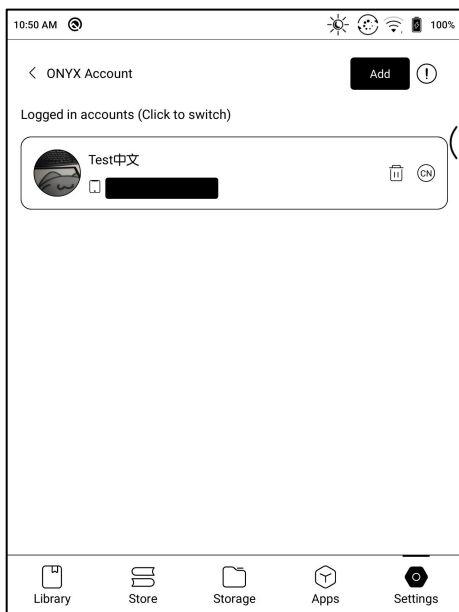 10:50 AM 100%
ONYX Account Add
Logged in accounts (Click to switch)
Test中文
CN
Library Store Storage Apps Settings